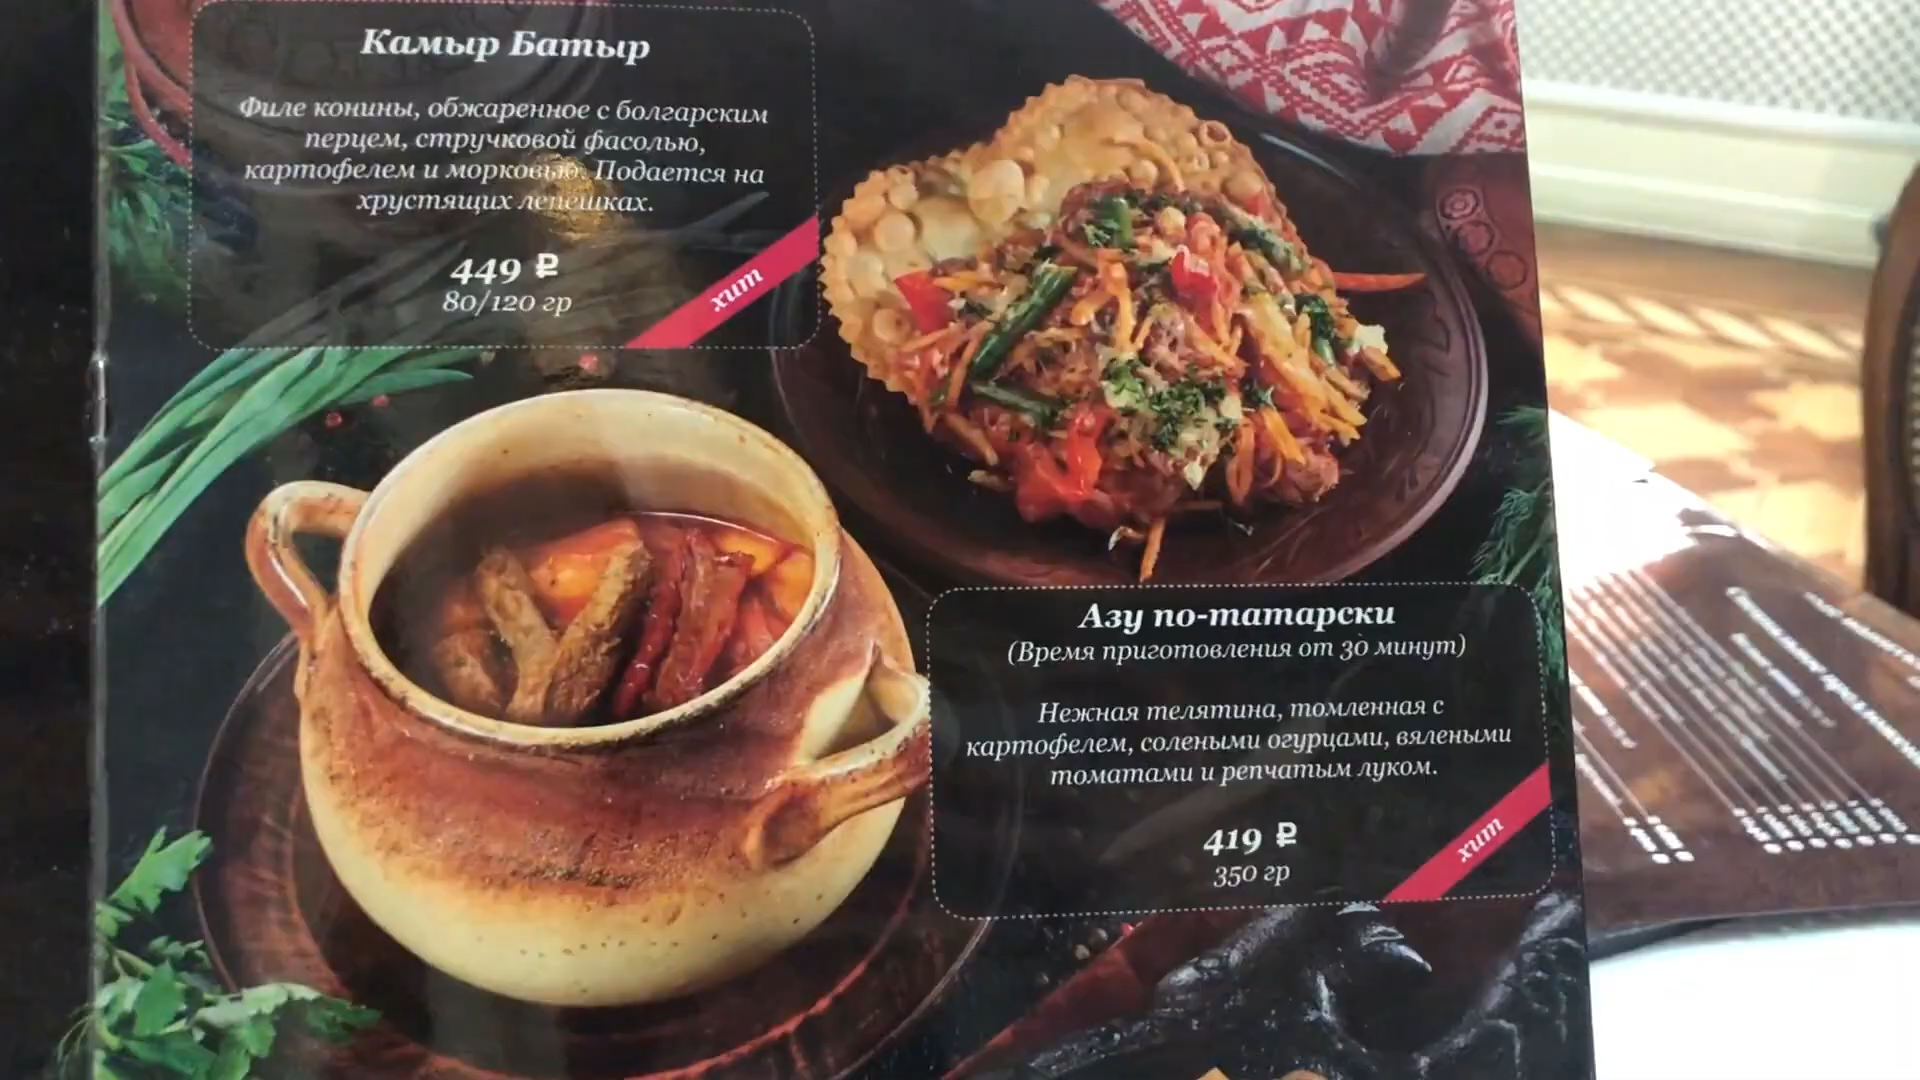 Камыр Батыр
Филе конины, обжаренное с болгарским
перцем, стручковой фасолью,
картофелем и морковью. Подается на
хрустящих лепешках.
449 ₽
80/120 гр
хит
Азу по-татарски
(Время приготовления от 30 минут)
Нежная телятина, томленная с
картофелем, солеными огурцами, вялеными
томатами и репчатым луком.
419 ₽
350 гр
хит